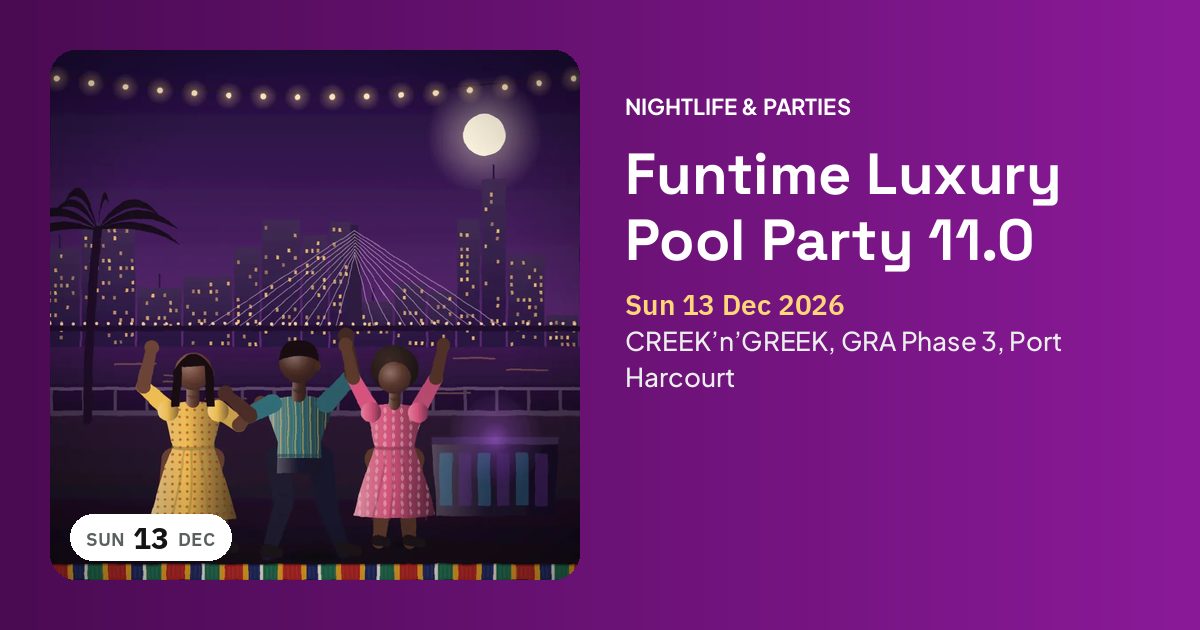 NIGHTLIFE & PARTIES
Funtime Luxury
Pool Party 11.0
Sun 13 Dec 2026
CREEK’n’GREEK, GRA Phase 3, Port
Harcourt
SUN 13 DEC